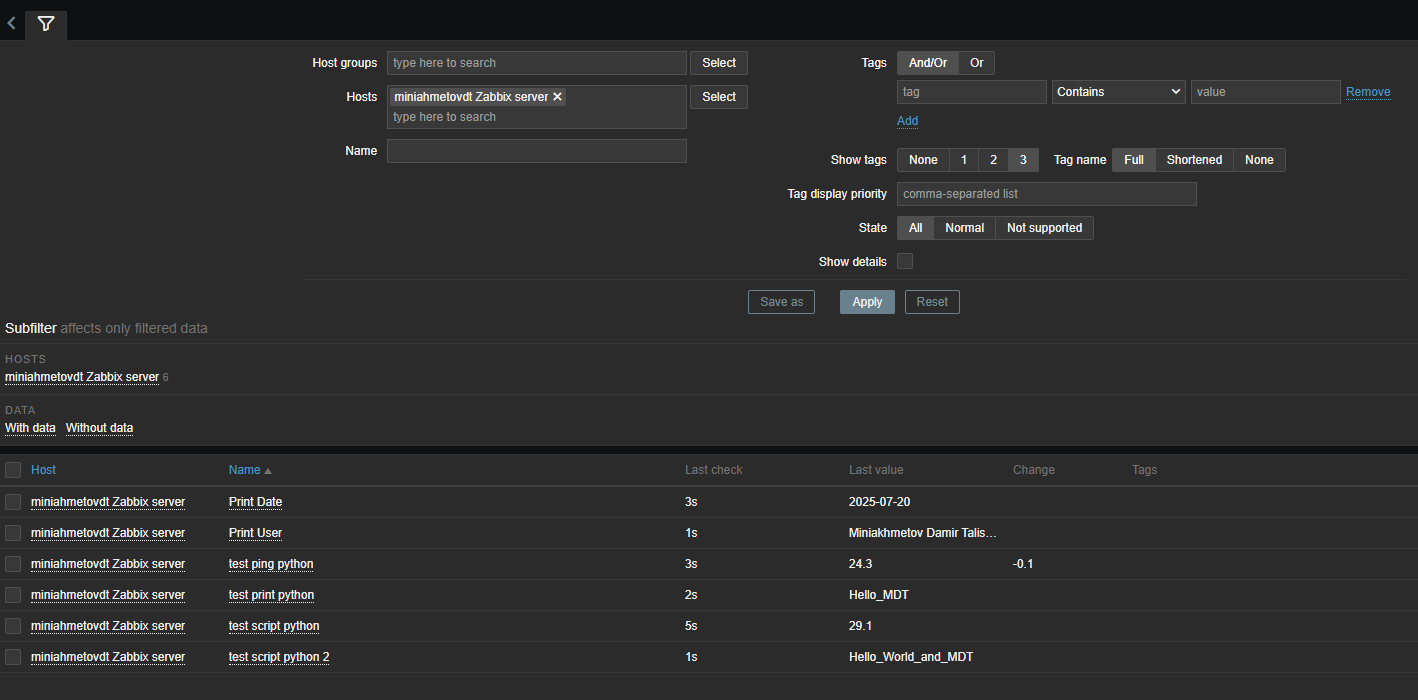 Host groups type here to search Select
Hosts miniahmetovdt Zabbix server ✕ Select
type here to search
Name
Tags And/Or Or
tag Contains value Remove
Add
Show tags None 1 2 3 Tag name Full Shortened None
Tag display priority comma-separated list
State All Normal Not supported
Show details
Save as Apply Reset
Subfilter affects only filtered data
HOSTS
miniahmetovdt Zabbix server 6
DATA
With data Without data
Host Name Last check Last value Change Tags
miniahmetovdt Zabbix server Print Date 3s 2025-07-20
miniahmetovdt Zabbix server Print User 1s Miniakhmetov Damir Talis...
miniahmetovdt Zabbix server test ping python 3s 24.3 -0.1
miniahmetovdt Zabbix server test print python 2s Hello_MDT
miniahmetovdt Zabbix server test script python 5s 29.1
miniahmetovdt Zabbix server test script python 2 1s Hello_World_and_MDT